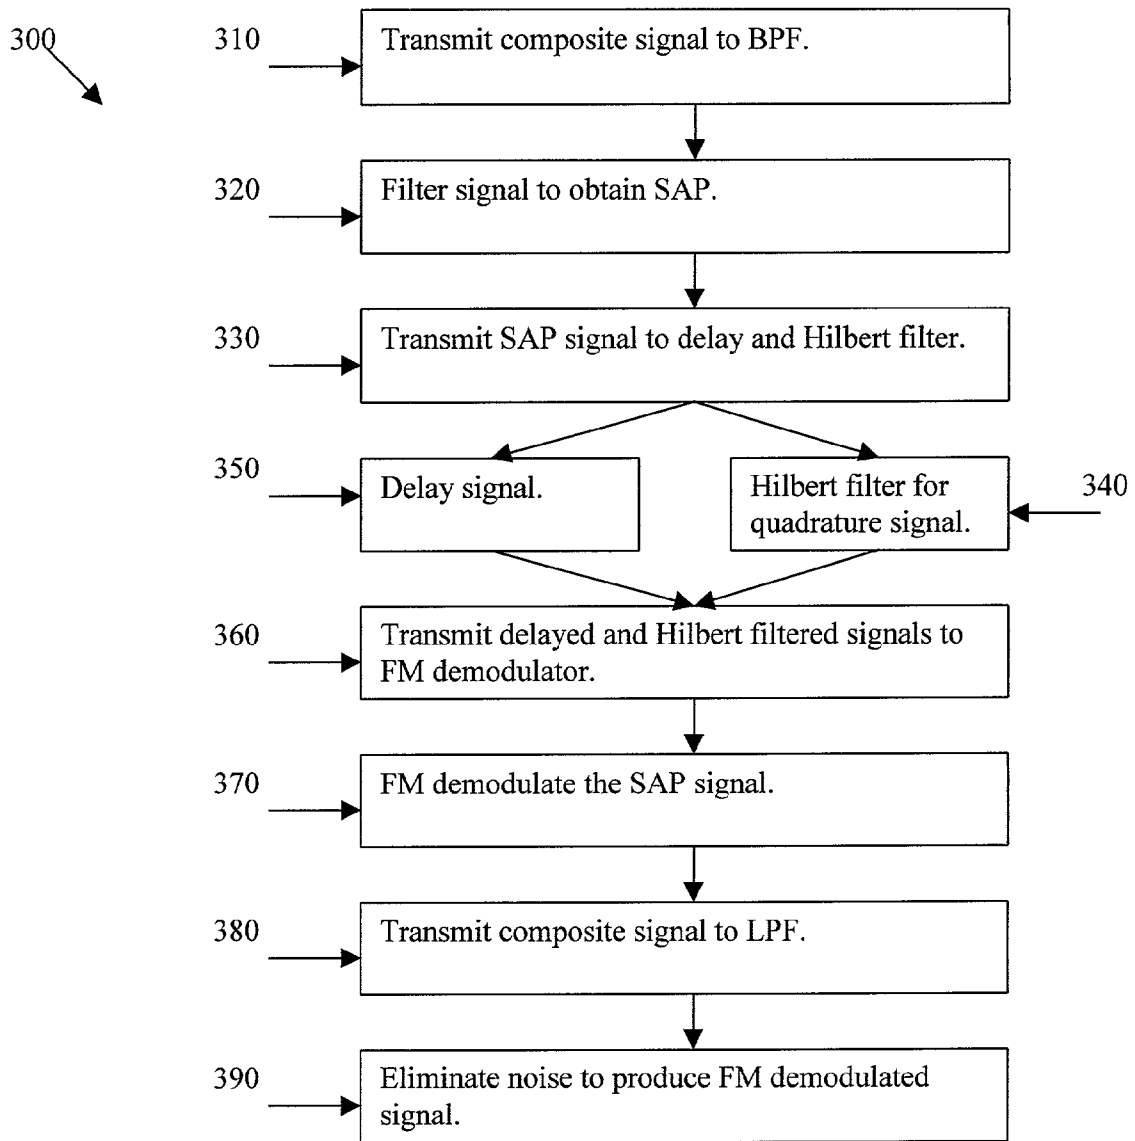 300
310
Transmit composite signal to BPF.
320
Filter signal to obtain SAP.
330
Transmit SAP signal to delay and Hilbert filter.
350
Delay signal.
Hilbert filter for
quadrature signal.
340
360
Transmit delayed and Hilbert filtered signals to
FM demodulator.
370
FM demodulate the SAP signal.
380
Transmit composite signal to LPF.
390
Eliminate noise to produce FM demodulated
signal.